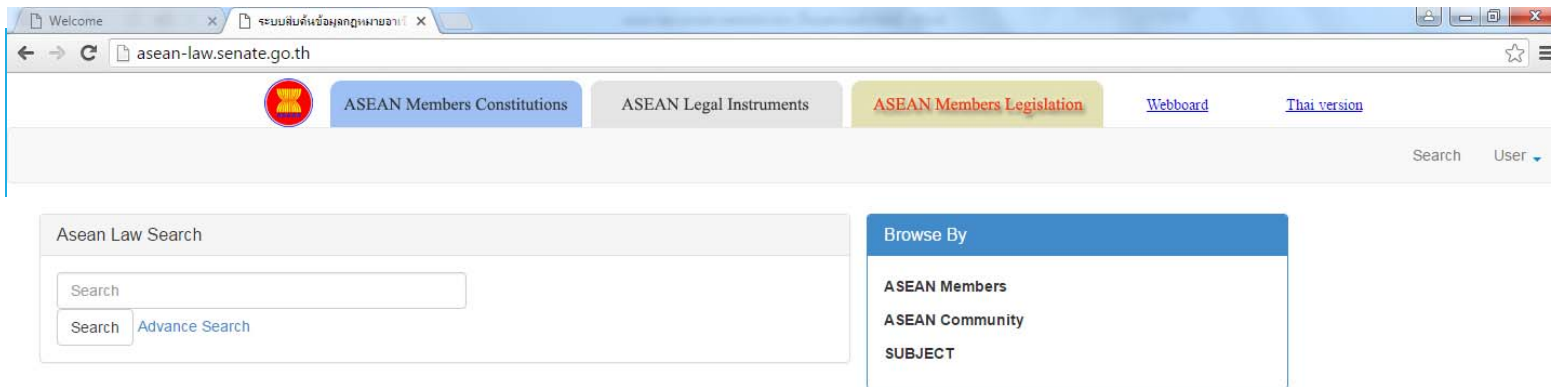 Welcome
ระบบสืบค้นข้อมูลกฎหมายอาเซี
asean-law.senate.go.th
ASEAN Members Constitutions
ASEAN Legal Instruments
ASEAN Members Legislation
Webboard
Thai version
Search
User
Asean Law Search
Search
Search
Advance Search
Browse By
ASEAN Members
ASEAN Community
SUBJECT